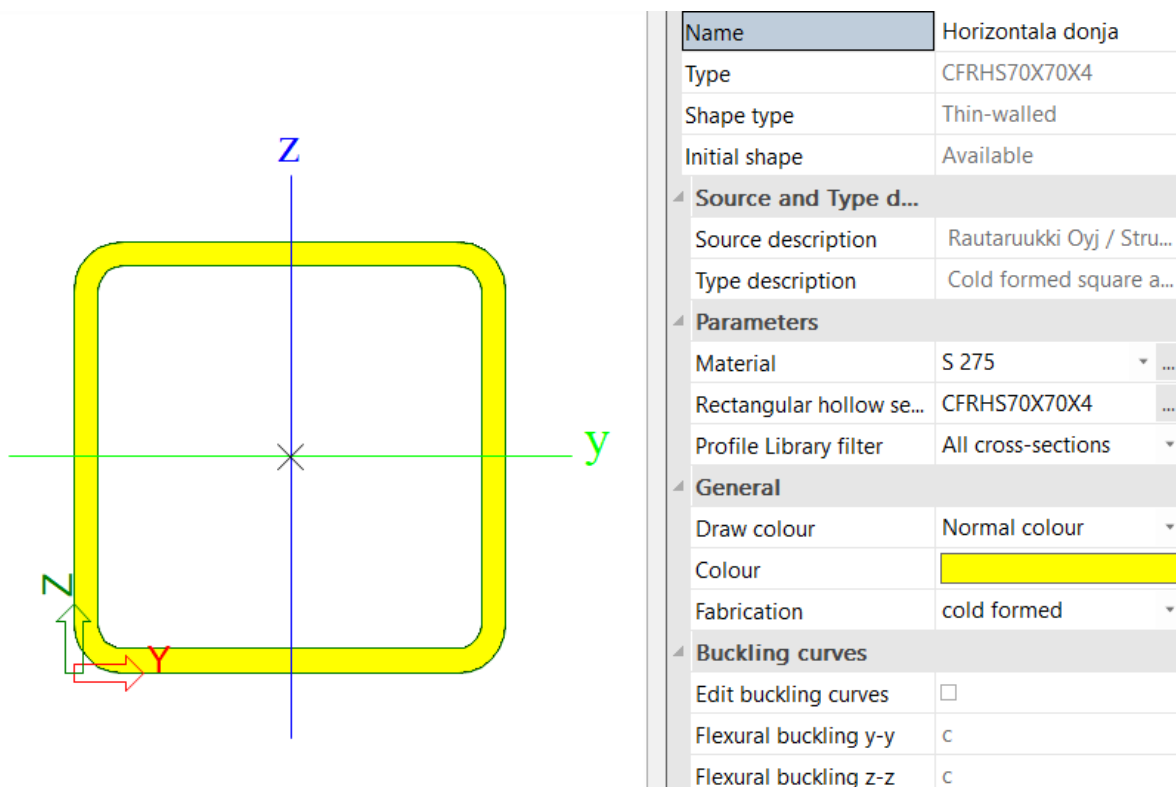 z
y
Z
Y
Name Horizontala donja
Type CFRHS70X70X4
Shape type Thin-walled
Initial shape Available
Source and Type d...
Source description Rautaruukki Oyj / Stru...
Type description Cold formed square a...
Parameters
Material S 275 ...
Rectangular hollow se... CFRHS70X70X4 ...
Profile Library filter All cross-sections
General
Draw colour Normal colour
Colour
Fabrication cold formed
Buckling curves
Edit buckling curves
Flexural buckling y-y c
Flexural buckling z-z c